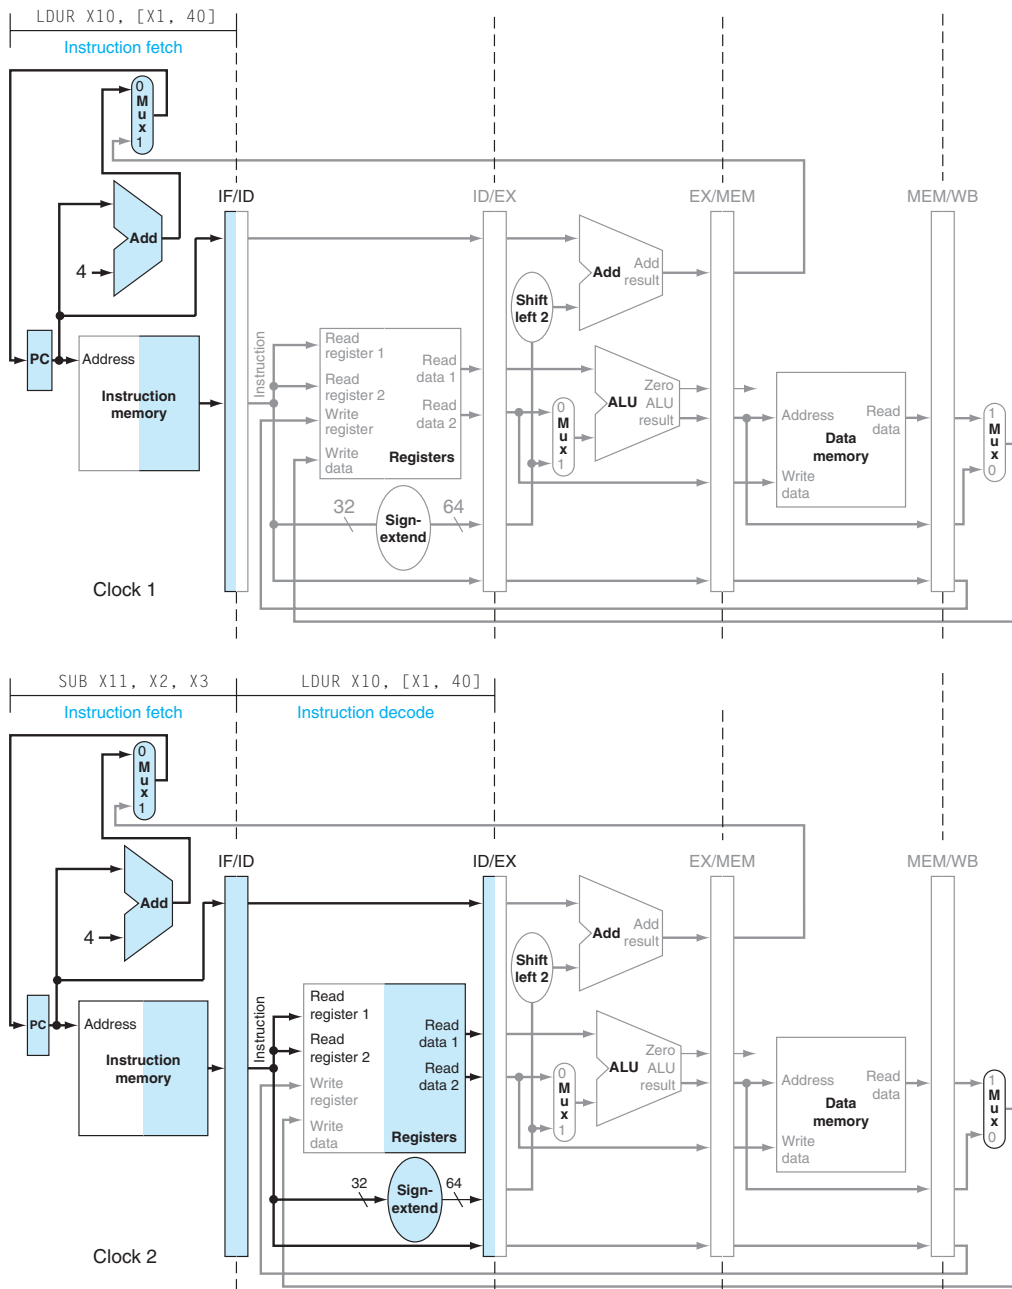 LDUR X10, [X1, 40]
Instruction fetch
0
M
u
x
1
IF/ID
ID/EX
EX/MEM
MEM/WB
Add
4
Add
Add
result
Shift
left 2
PC
Address
Instruction
memory
Instruction
Read
register 1
Read
register 2
Write
register
Write
data
Read
data 1
Read
data 2
Registers
0
M
u
x
1
ALU
Zero
ALU
result
Address
Write
data
Read
data
Data
memory
1
M
u
x
0
32
Sign-
extend
64
Clock 1
SUB X11, X2, X3
LDUR X10, [X1, 40]
Instruction fetch
Instruction decode
0
M
u
x
1
IF/ID
ID/EX
EX/MEM
MEM/WB
Add
4
Add
Add
result
Shift
left 2
PC
Address
Instruction
memory
Instruction
Read
register 1
Read
register 2
Write
register
Write
data
Read
data 1
Read
data 2
Registers
0
M
u
x
1
ALU
Zero
ALU
result
Address
Write
data
Read
data
Data
memory
1
M
u
x
0
32
Sign-
extend
64
Clock 2